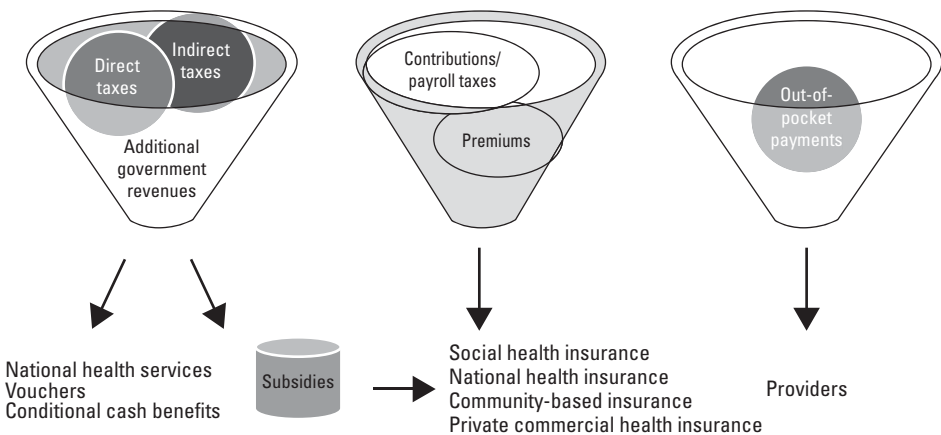 Direct
taxes
Indirect
taxes
Additional
government
revenues
Contributions/
payroll taxes
Premiums
Out-of-
pocket
payments
National health services
Vouchers
Conditional cash benefits
Subsidies
Social health insurance
National health insurance
Community-based insurance
Private commercial health insurance
Providers